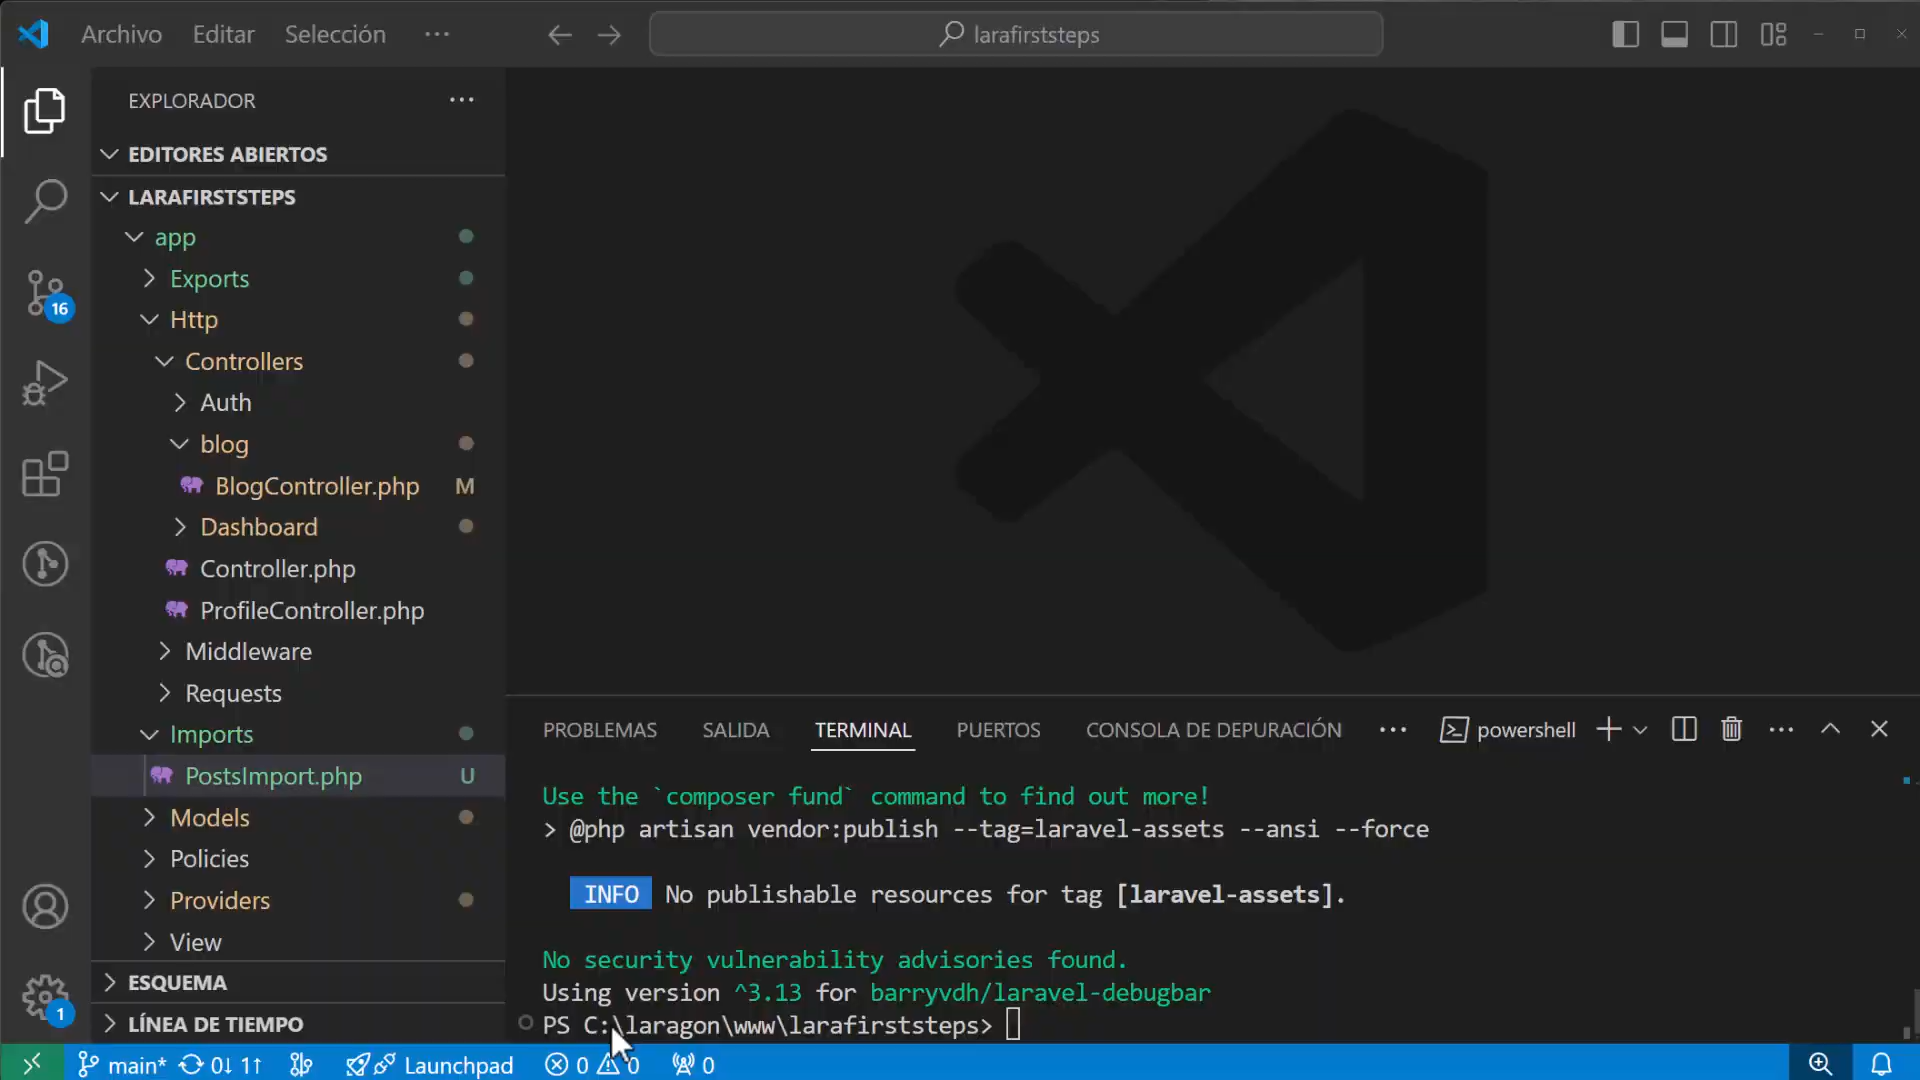 Archivo Editar Selección ··· larafirststeps
EXPLORADOR ···
EDITORES ABIERTOS
LARAFIRSTSTEPS
app
Exports
Http
Controllers
Auth
blog
BlogController.php M
Dashboard
Controller.php
ProfileController.php
Middleware
Requests
Imports
PostsImport.php U
Models
Policies
Providers
View
ESQUEMA
LÍNEA DE TIEMPO
16
1
PROBLEMAS SALIDA TERMINAL PUERTOS CONSOLA DE DEPURACIÓN ··· powershell ···
Use the `composer fund` command to find out more!
> @php artisan vendor:publish --tag=laravel-assets --ansi --force
INFO No publishable resources for tag [laravel-assets].
No security vulnerability advisories found.
Using version ^3.13 for barryvdh/laravel-debugbar
PS C:\laragon\www\larafirststeps>
main* 0↓ 1↑ Launchpad 0 0 0